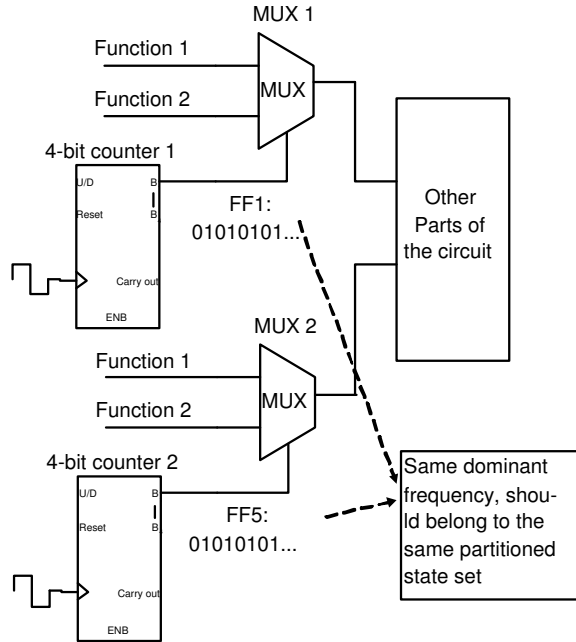 MUX 1
Function 1
MUX
Function 2
4-bit counter 1
U/D
B
Reset
B
FF1:
01010101...
Carry out
ENB
Other
Parts of
the circuit
MUX 2
Function 1
MUX
Function 2
4-bit counter 2
U/D
B
Reset
B
FF5:
01010101...
Carry out
ENB
Same dominant
frequency, shou-
ld belong to the
same partitioned
state set